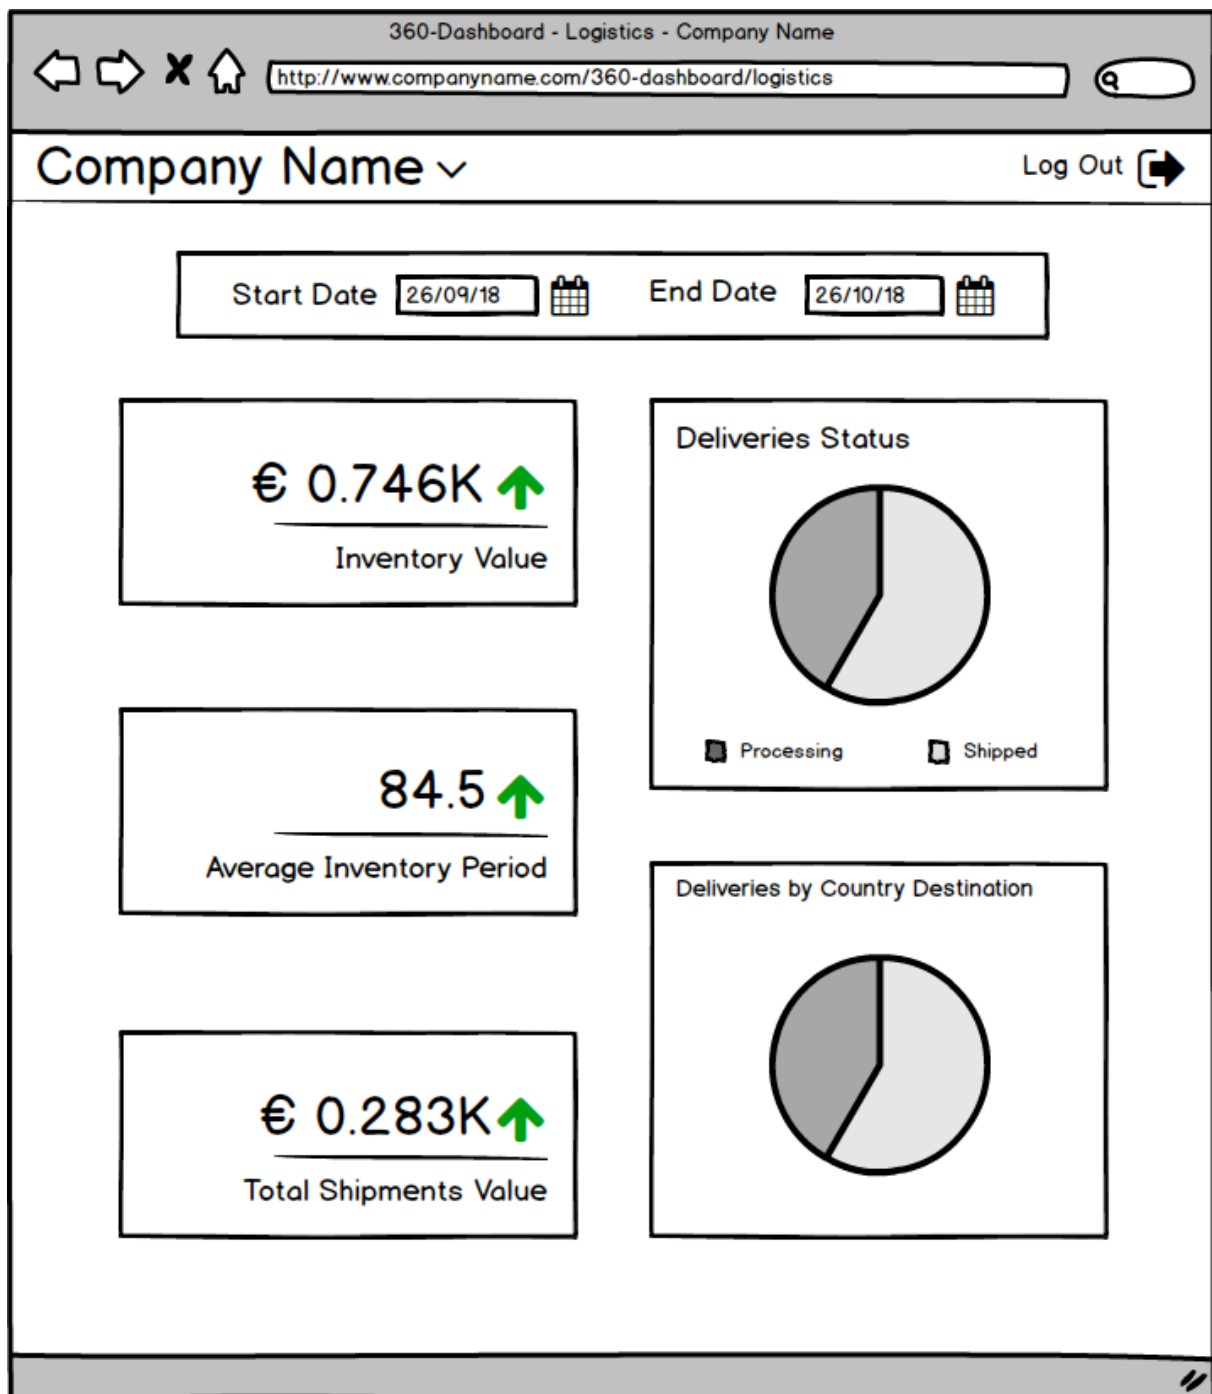 360-Dashboard - Logistics - Company Name
http://www.companyname.com/360-dashboard/logistics
Company Name
Log Out
Start Date 26/09/18 End Date 26/10/18
€ 0.746K
Inventory Value
Deliveries Status
Processing Shipped
84.5
Average Inventory Period
Deliveries by Country Destination
€ 0.283K
Total Shipments Value